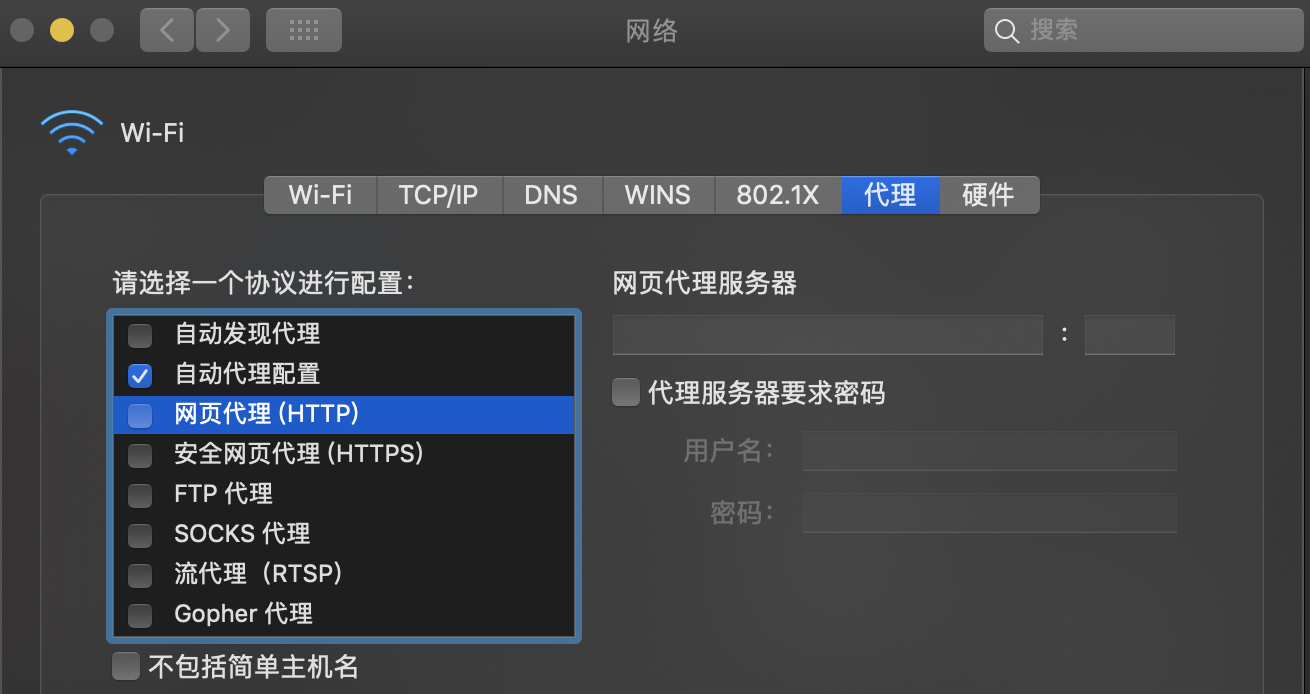 网络
搜索
Wi-Fi
Wi-Fi TCP/IP DNS WINS 802.1X 代理 硬件
请选择一个协议进行配置：
自动发现代理
自动代理配置
网页代理 (HTTP)
安全网页代理 (HTTPS)
FTP 代理
SOCKS 代理
流代理（RTSP）
Gopher 代理
不包括简单主机名
网页代理服务器
:
代理服务器要求密码
用户名：
密码：